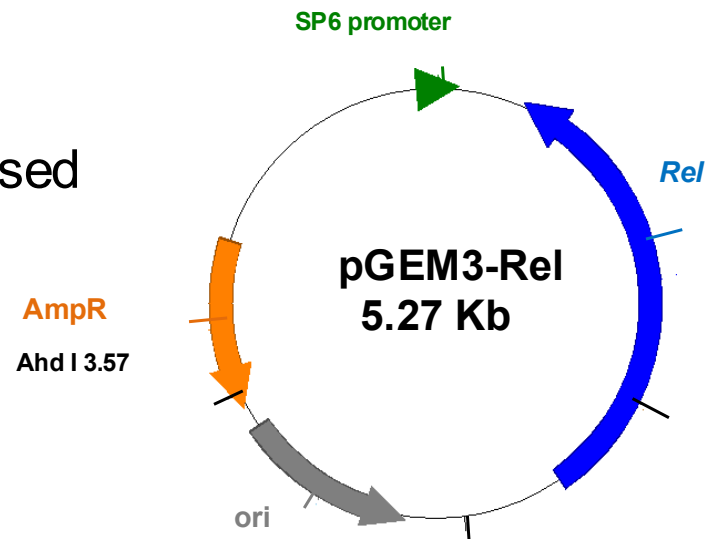 SP6 promoter
sed
Rel
pGEM3-Rel
5.27 Kb
AmpR
Ahd I 3.57
ori